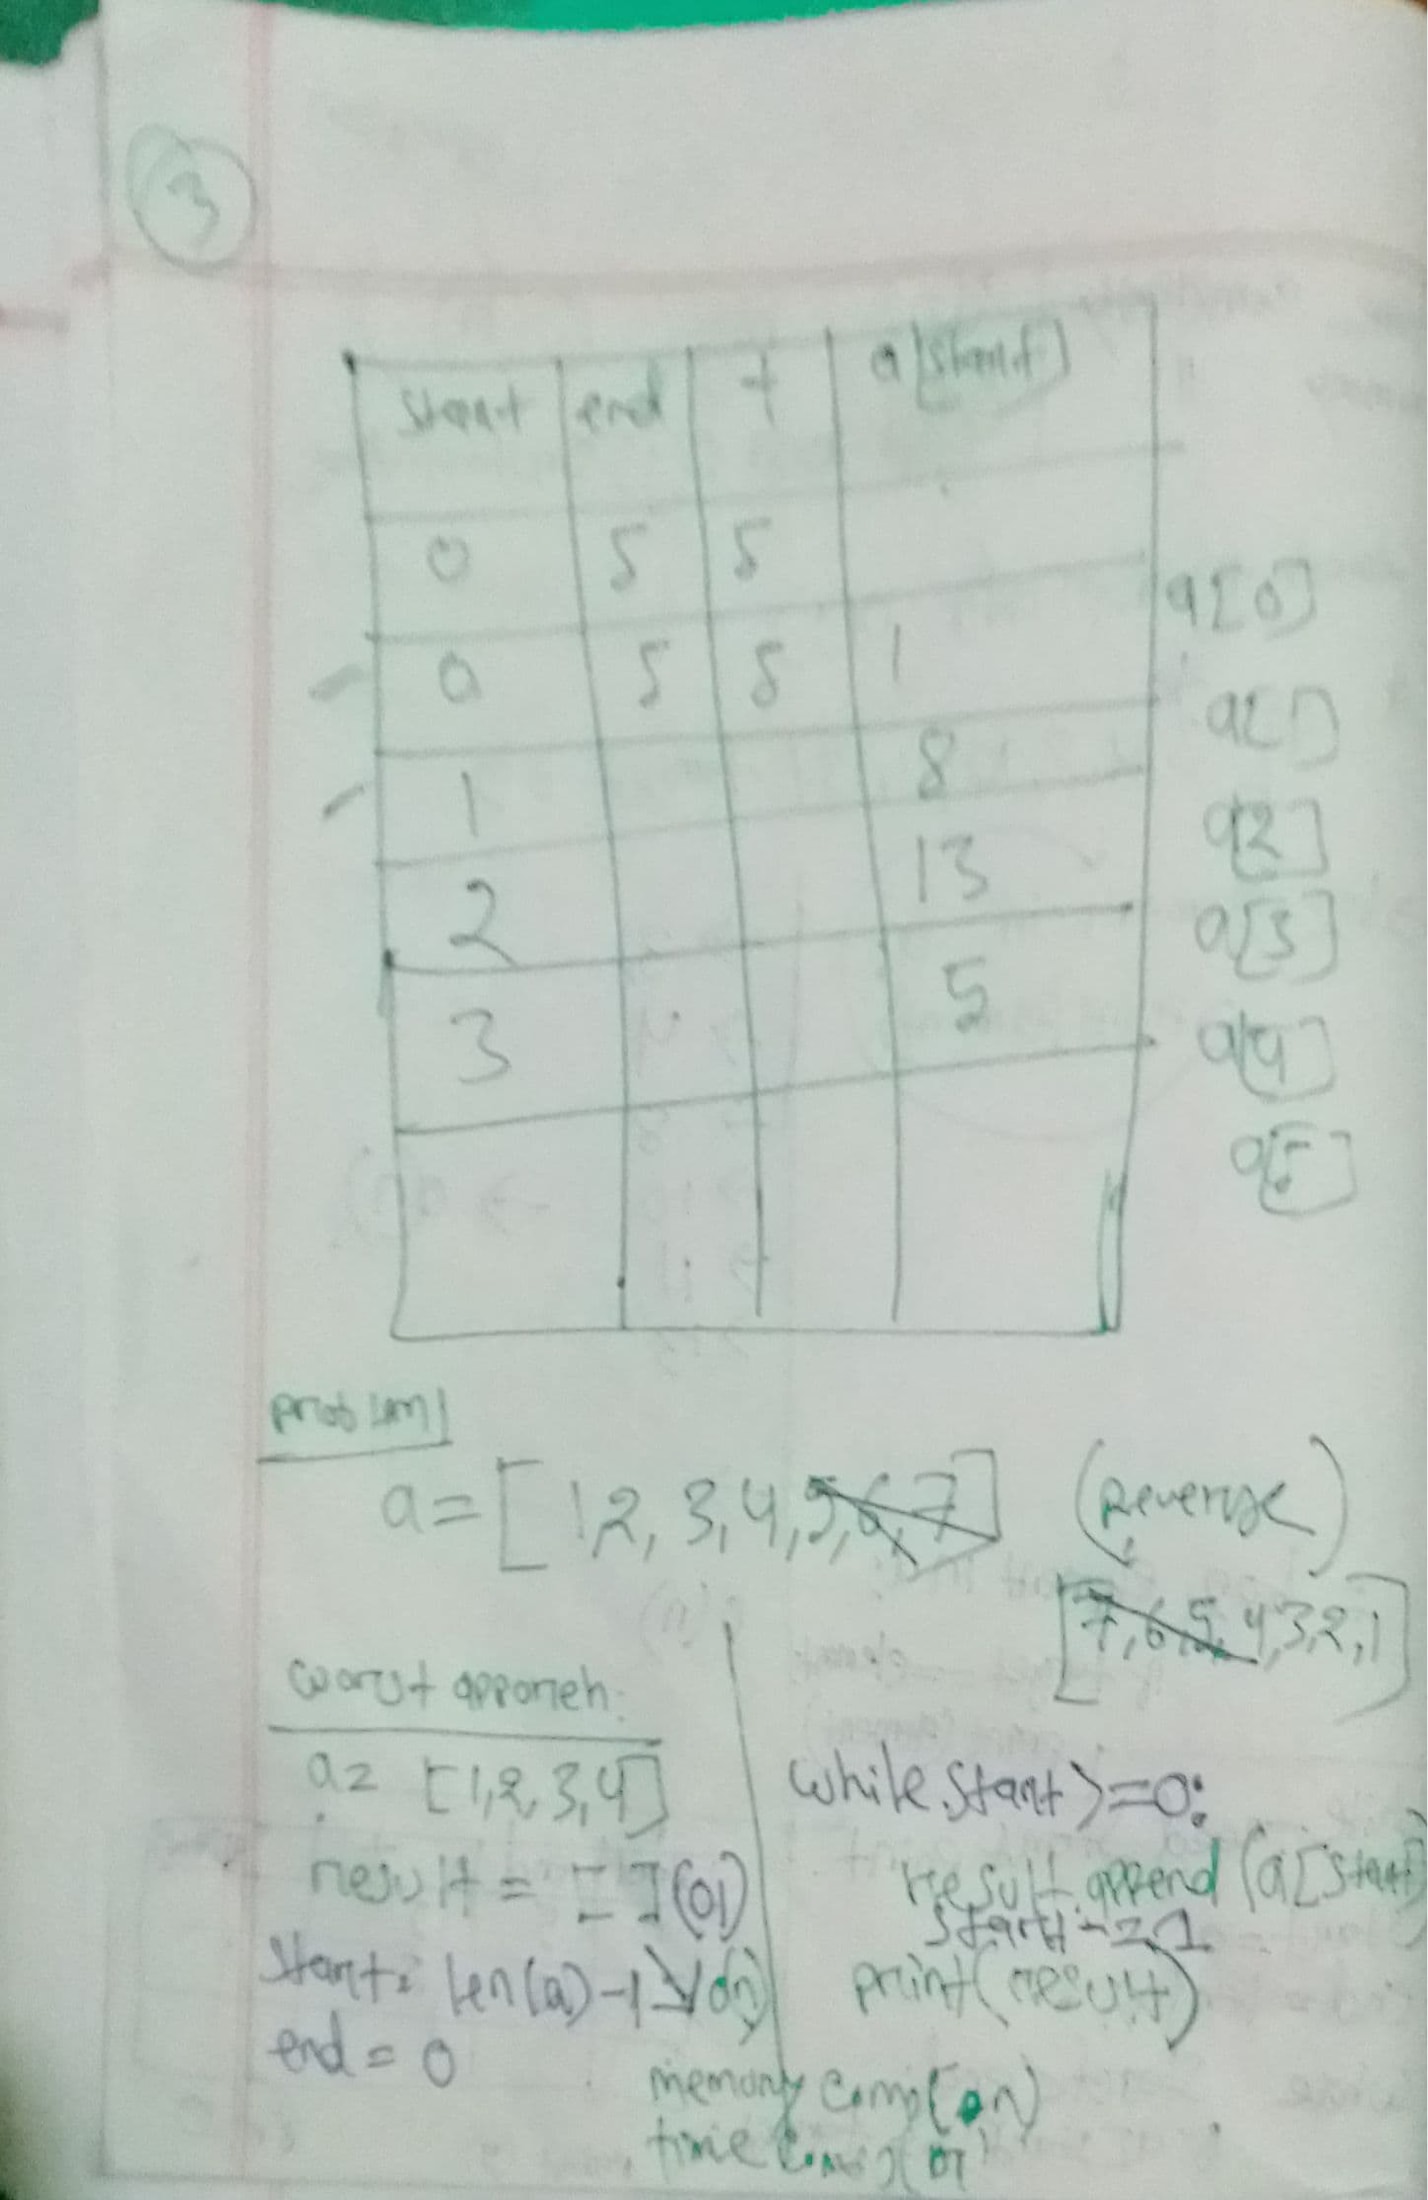 3
start end t a[start]
0 5 5
a[0]
0 5 5 1
a[1]
1 8
a[2]
2 13
a[3]
3 5
a[4]
a[5]
problem 1
a = [1,2,3,4,5,6,7] (Reverse)
[7,6,5,4,3,2,1]
worst approach:
a = [1,2,3,4]
result = [ ] (01)
start = len(a)-1 → (on)
end = 0
while start >= 0:
result.append(a[start]
start -= 1
print(result)
memory comp(on)
time comp